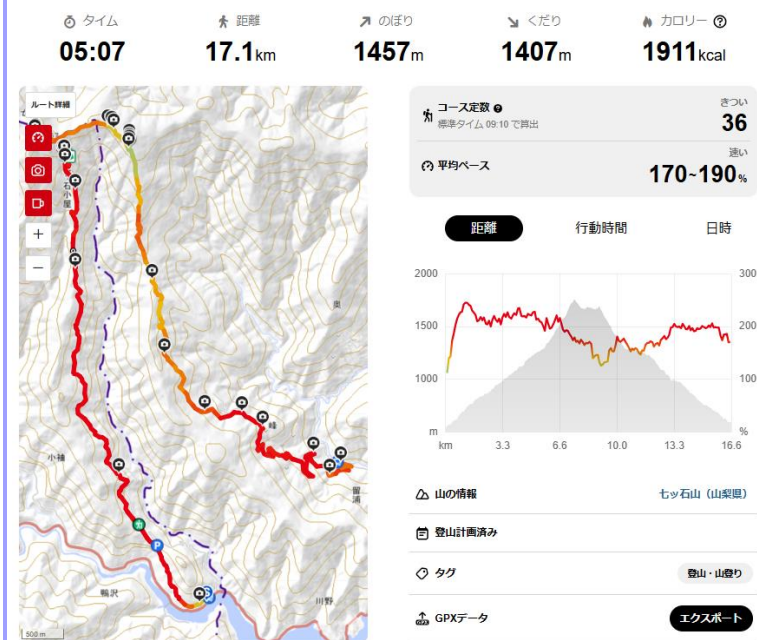 タイム
距離
のぼり
くだり
カロリー
05:07
17.1km
1457m
1407m
1911kcal
ルート詳細
石小屋
奥
峰
小袖
留浦
鴨沢
川野
500 m
コース定数
標準タイム 09:10 で算出
きつい
36
平均ペース
速い
170~190%
距離
行動時間
日時
2000
300
1500
200
1000
100
m
%
km
3.3
6.6
10.0
13.3
16.6
山の情報
七ッ石山（山梨県）
登山計画済み
タグ
登山・山登り
GPXデータ
エクスポート